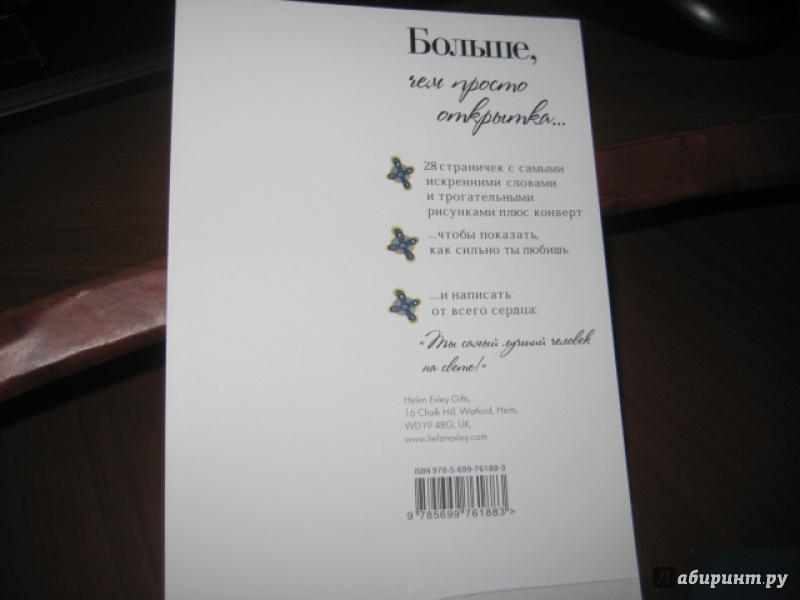 Больше,
чем просто
открытка...
28 страничек с самыми
искренними словами
и трогательными
рисунками плюс конверт
...чтобы показать,
как сильно ты любишь
...и написать
от всего сердца:
«Ты самый лучший человек
на свете!»
Helen Exley Gifts,
16 Chalk Hill, Watford, Herts,
WD19 4BG, UK.
www.helenexley.com
ISBN 978-5-699-76188-3
9 785699 761883>
Лабиринт.ру